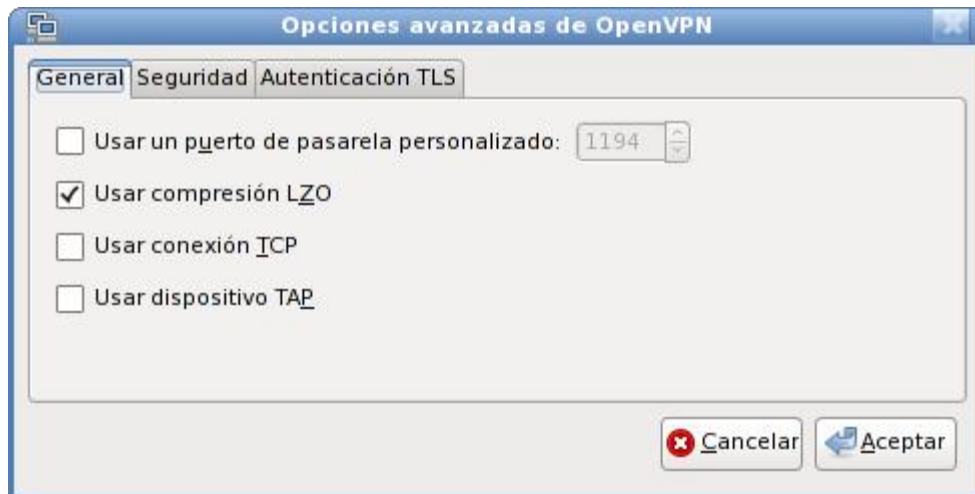 Opciones avanzadas de OpenVPN
General Seguridad Autenticación TLS
Usar un puerto de pasarela personalizado: 1194
Usar compresión LZO
Usar conexión TCP
Usar dispositivo TAP
Cancelar Aceptar